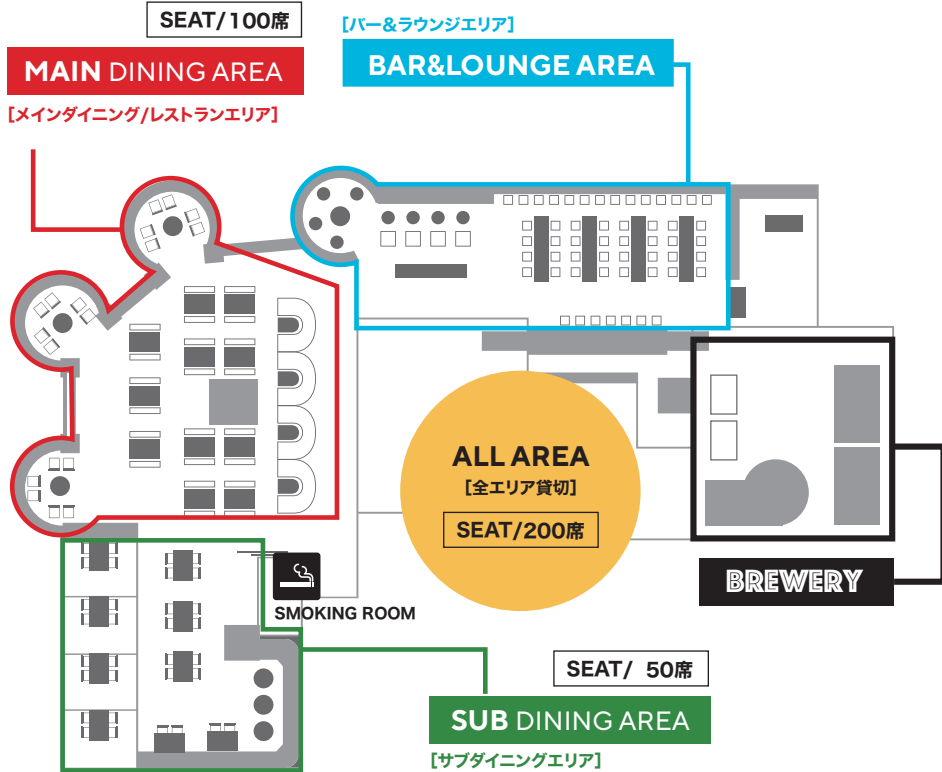 SEAT/100席
MAIN DINING AREA
[メインダイニング/レストランエリア]
[バー&ラウンジエリア]
BAR&LOUNGE AREA
ALL AREA
[全エリア貸切]
SEAT/200席
BREWERY
SMOKING ROOM
SEAT/ 50席
SUB DINING AREA
[サブダイニングエリア]